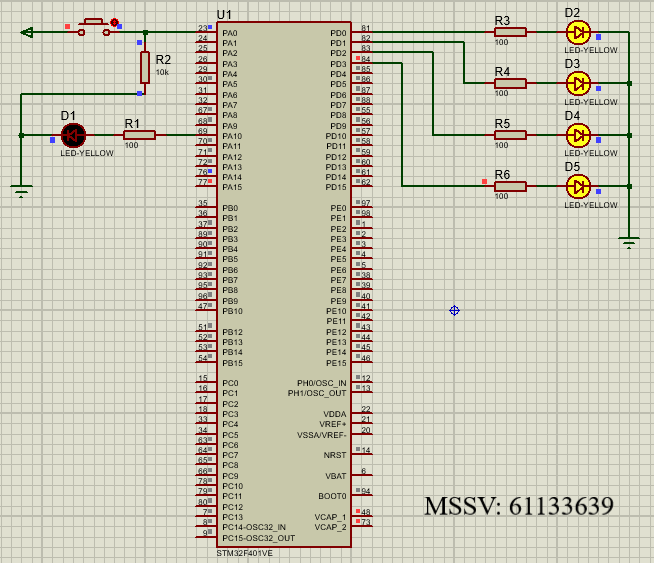 U1
23 PA0 PD0 81 R3 D2
24 PA1 PD1 82 100 LED-YELLOW
25 PA2 PD2 83
26 PA3 PD3 84
29 PA4 PD4 85
30 PA5 PD5 86
31 PA6 PD6 87
32 PA7 PD7 88
67 PA8 PD8 55
68 PA9 PD9 56
69 PA10 PD10 57
70 PA11 PD11 58
71 PA12 PD12 59
72 PA13 PD13 60
76 PA14 PD14 61
77 PA15 PD15 62
R2
10k
D1
LED-YELLOW
R1
100
R4
100
D3
LED-YELLOW
R5
100
D4
LED-YELLOW
R6
100
D5
LED-YELLOW
35 PB0 PE0 97
36 PB1 PE1 98
37 PB2 PE2 1
89 PB3 PE3 2
90 PB4 PE4 3
91 PB5 PE5 4
92 PB6 PE6 5
93 PB7 PE7 38
95 PB8 PE8 39
96 PB9 PE9 40
47 PB10 PE10 41
PE11 42
51 PB12 PE12 43
52 PB13 PE13 44
53 PB14 PE14 45
54 PB15 PE15 46
15 PC0 PH0/OSC_IN 12
16 PC1 PH1/OSC_OUT 13
17 PC2
18 PC3 VDDA 22
33 PC4 VREF+ 21
34 PC5 VSSA/VREF- 20
63 PC6
64 PC7 NRST 14
65 PC8
66 PC9 VBAT 6
78 PC10
79 PC11 BOOT0 94
80 PC12
7 PC13 VCAP_1 48
8 PC14-OSC32_IN VCAP_2 73
9 PC15-OSC32_OUT
STM32F401VE
MSSV: 61133639